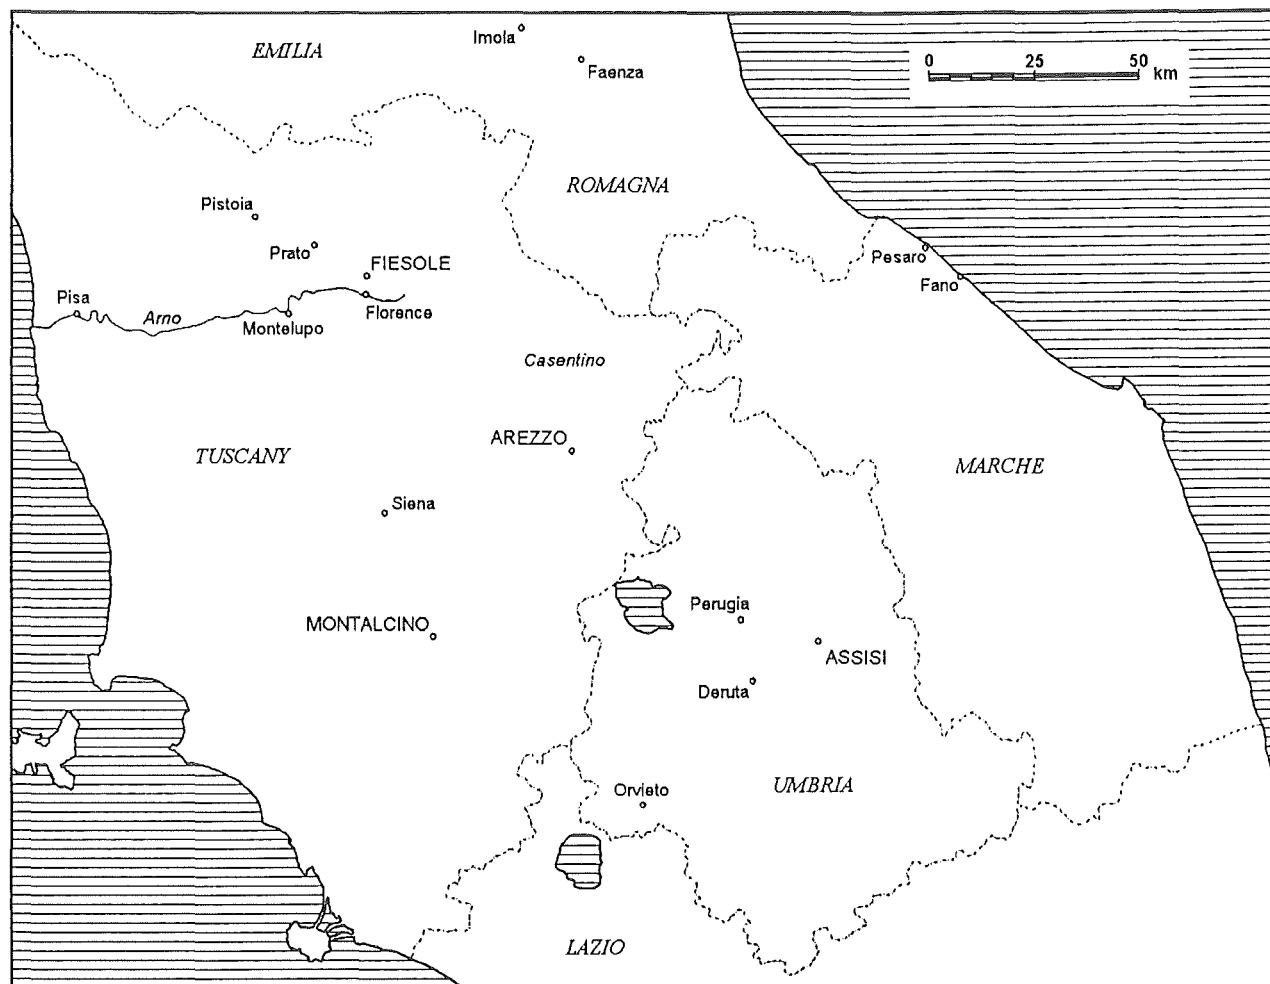 Imola
EMILIA
Faenza
0 25 50 km
ROMAGNA
Pistoia
Prato
FIESOLE
Pesaro
Fano
Pisa
Arno
Montelupo
Florence
Casentino
AREZZO
TUSCANY
MARCHE
Siena
Perugia
MONTALCINO
ASSISI
Deruta
Orvieto
UMBRIA
LAZIO